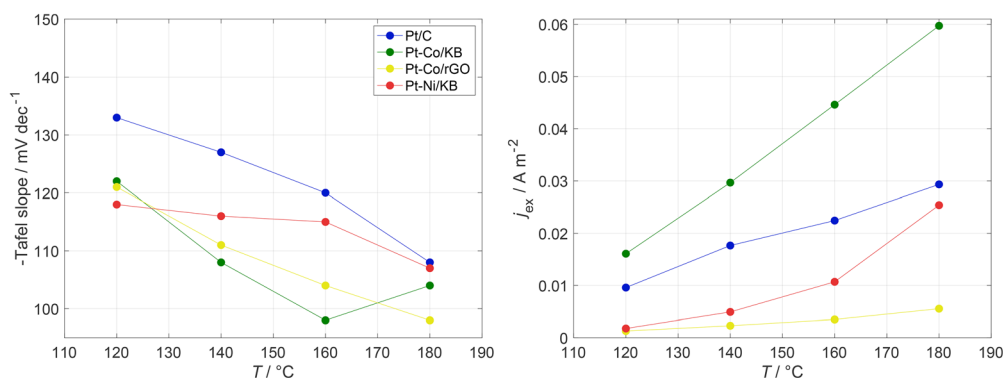 150
140
130
120
110
100
-Tafel slope / mV dec⁻¹
Pt/C
Pt-Co/KB
Pt-Co/rGO
Pt-Ni/KB
110 120 130 140 150 160 170 180 190
T / °C
0.06
0.05
0.04
0.03
0.02
0.01
0
jex / A m⁻²
110 120 130 140 150 160 170 180 190
T / °C